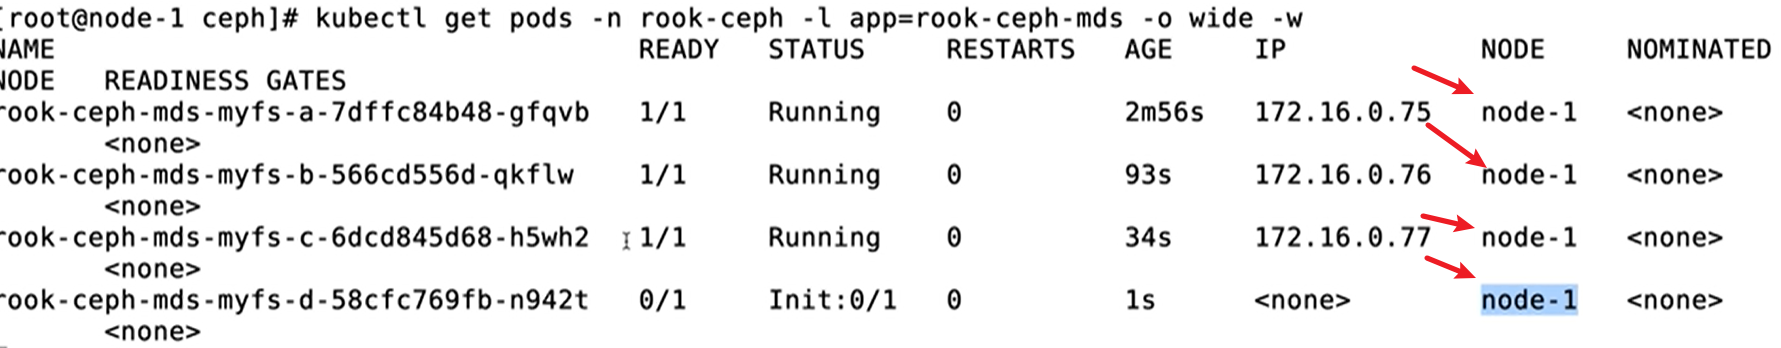 [root@node-1 ceph]# kubectl get pods -n rook-ceph -l app=rook-ceph-mds -o wide -w
NAME READY STATUS RESTARTS AGE IP NODE NOMINATED
NODE READINESS GATES
rook-ceph-mds-myfs-a-7dffc84b48-gfqvb 1/1 Running 0 2m56s 172.16.0.75 node-1 <none>
<none>
rook-ceph-mds-myfs-b-566cd556d-qkflw 1/1 Running 0 93s 172.16.0.76 node-1 <none>
<none>
rook-ceph-mds-myfs-c-6dcd845d68-h5wh2 1/1 Running 0 34s 172.16.0.77 node-1 <none>
<none>
rook-ceph-mds-myfs-d-58cfc769fb-n942t 0/1 Init:0/1 0 1s <none> node-1 <none>
<none>